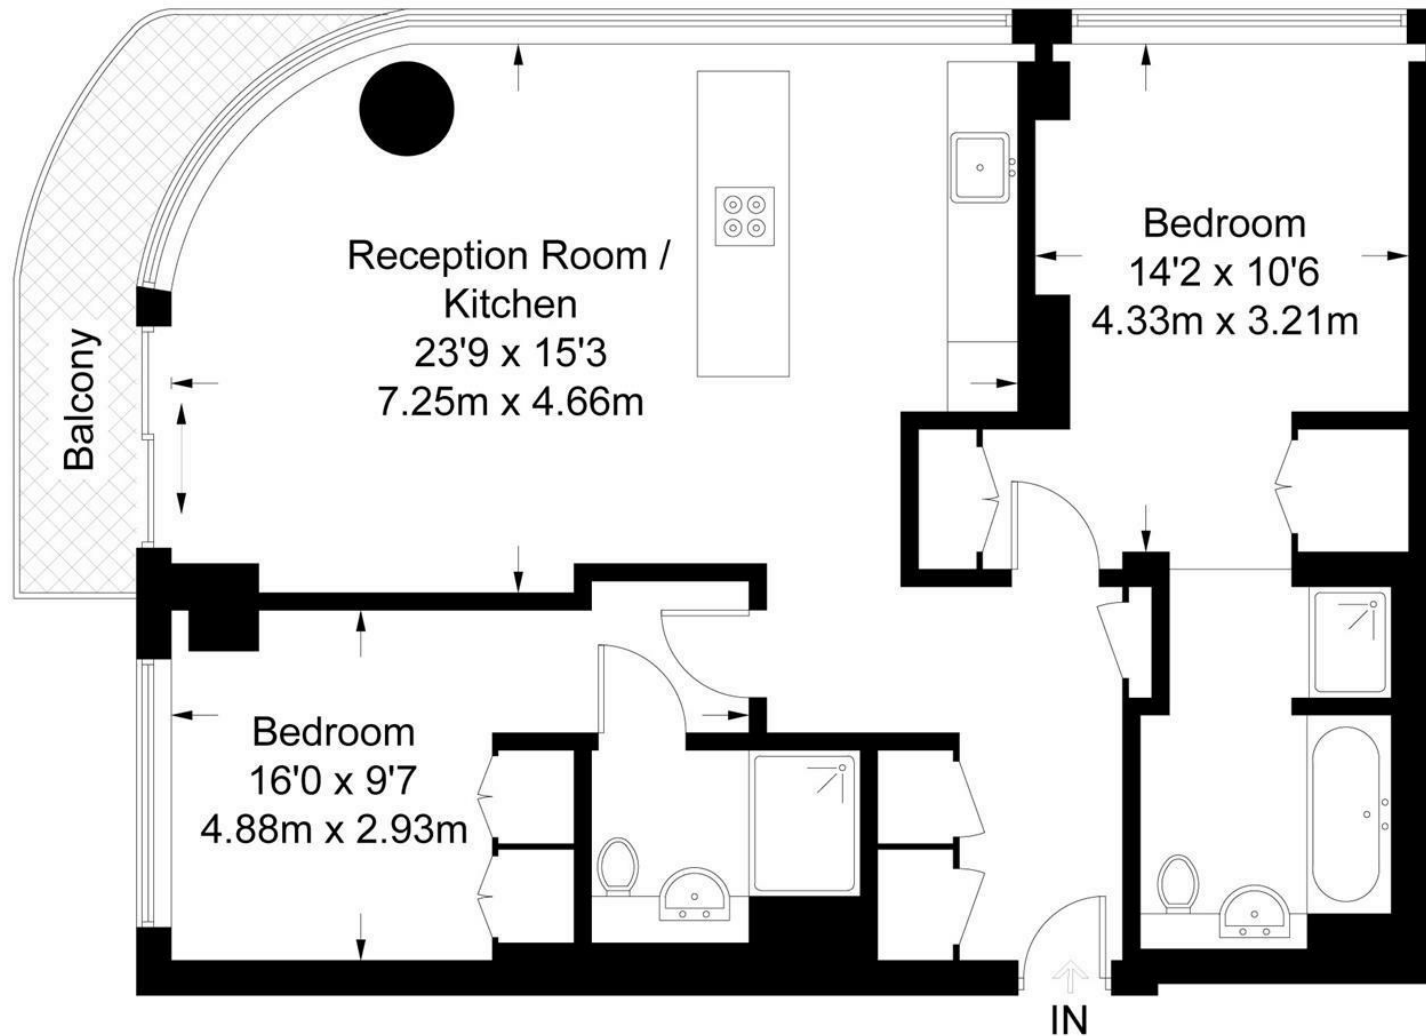 Reception Room /
Kitchen
23'9 x 15'3
7.25m x 4.66m
Bedroom
14'2 x 10'6
4.33m x 3.21m
Balcony
Bedroom
16'0 x 9'7
4.88m x 2.93m
IN